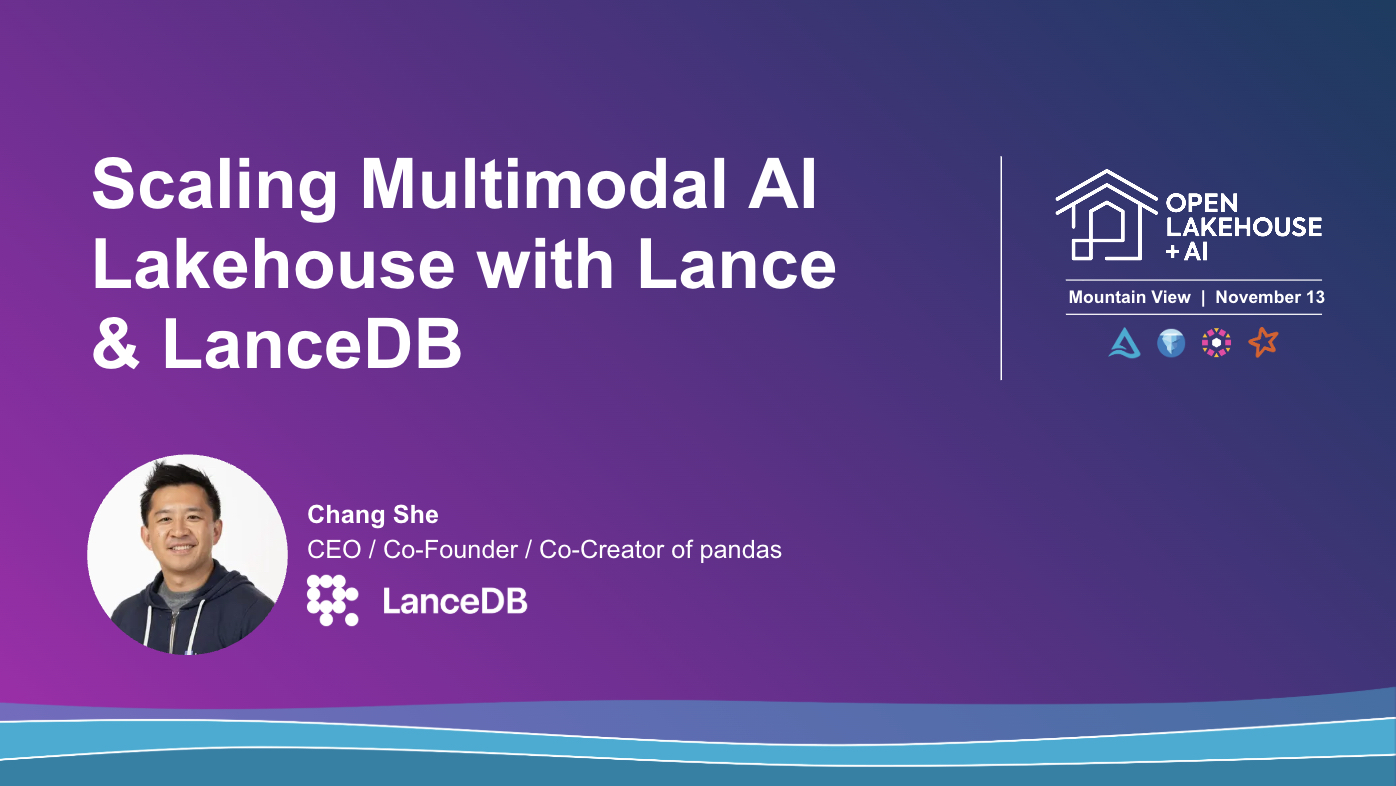 Scaling Multimodal AI
Lakehouse with Lance
& LanceDB
OPEN
LAKEHOUSE
+ AI
Mountain View | November 13
Chang She
CEO / Co-Founder / Co-Creator of pandas
LanceDB